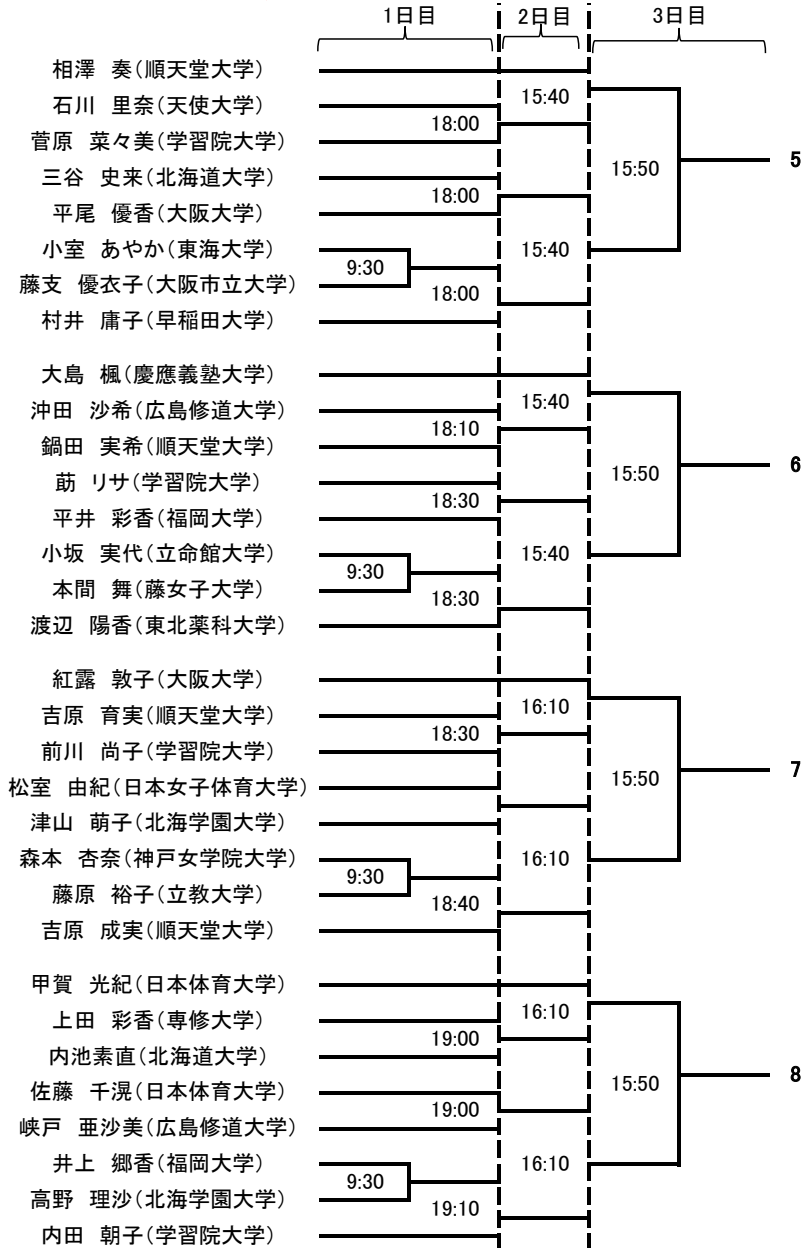 1日目 2日目 3日目
相澤 奏(順天堂大学)
15:40
石川 里奈(天使大学)
18:00
菅原 菜々美(学習院大学)
5
15:50
三谷 史来(北海道大学)
18:00
平尾 優香(大阪大学)
小室 あやか(東海大学)
15:40
9:30
藤支 優衣子(大阪市立大学)
18:00
村井 庸子(早稲田大学)
大島 楓(慶應義塾大学)
15:40
沖田 沙希(広島修道大学)
18:10
鍋田 実希(順天堂大学)
6
15:50
莇 リサ(学習院大学)
18:30
平井 彩香(福岡大学)
小坂 実代(立命館大学)
15:40
9:30
本間 舞(藤女子大学)
18:30
渡辺 陽香(東北薬科大学)
紅露 敦子(大阪大学)
16:10
吉原 育実(順天堂大学)
18:30
前川 尚子(学習院大学)
7
15:50
松室 由紀(日本女子体育大学)
津山 萌子(北海学園大学)
森本 杏奈(神戸女学院大学)
16:10
9:30
藤原 裕子(立教大学)
18:40
吉原 成実(順天堂大学)
甲賀 光紀(日本体育大学)
16:10
上田 彩香(専修大学)
19:00
内池素直(北海道大学)
8
15:50
佐藤 千滉(日本体育大学)
19:00
峡戸 亜沙美(広島修道大学)
井上 郷香(福岡大学)
16:10
9:30
高野 理沙(北海学園大学)
19:10
内田 朝子(学習院大学)